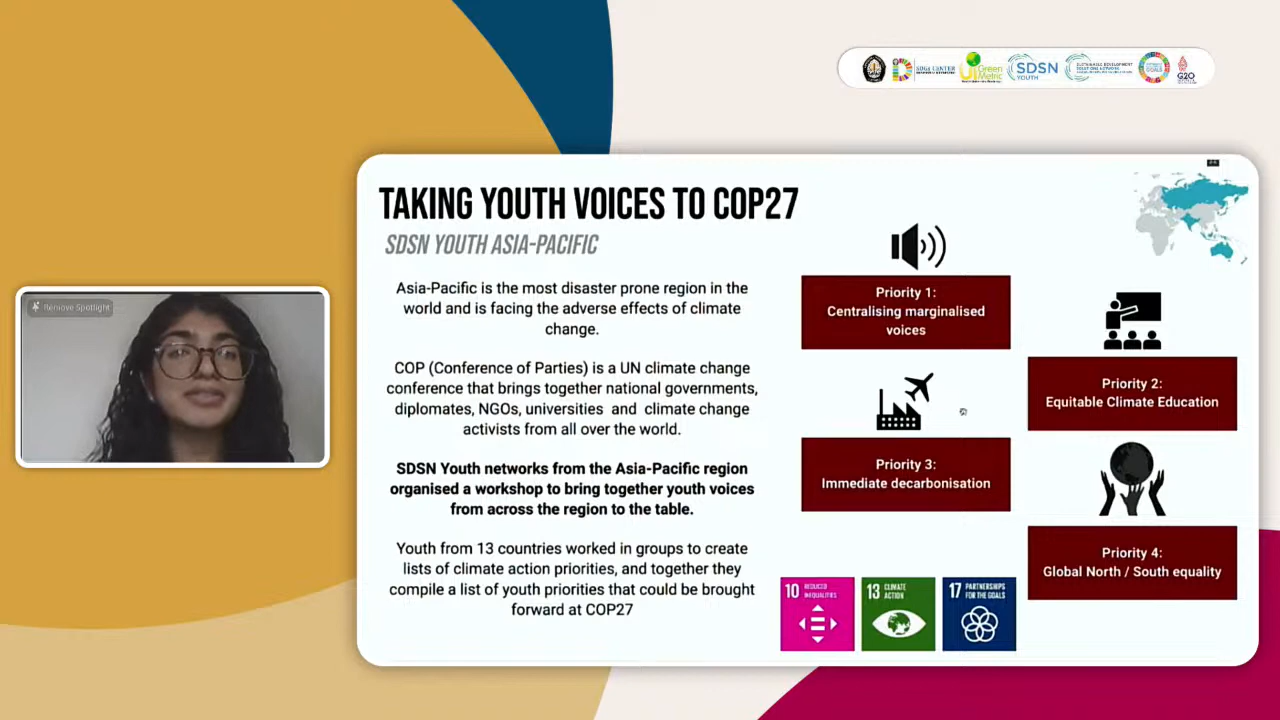 SDGs CENTER
UI GreenMetric
SDSN
YOUTH
G20
TAKING YOUTH VOICES TO COP27
SDSN YOUTH ASIA-PACIFIC
Asia-Pacific is the most disaster prone region in the
world and is facing the adverse effects of climate
change.
COP (Conference of Parties) is a UN climate change
conference that brings together national governments,
diplomates, NGOs, universities and climate change
activists from all over the world.
SDSN Youth networks from the Asia-Pacific region
organised a workshop to bring together youth voices
from across the region to the table.
Youth from 13 countries worked in groups to create
lists of climate action priorities, and together they
compile a list of youth priorities that could be brought
forward at COP27
Priority 1:
Centralising marginalised
voices
Priority 2:
Equitable Climate Education
Priority 3:
Immediate decarbonisation
Priority 4:
Global North / South equality
10 REDUCED
INEQUALITIES
13 CLIMATE
ACTION
17 PARTNERSHIPS
FOR THE GOALS
Remove Spotlight